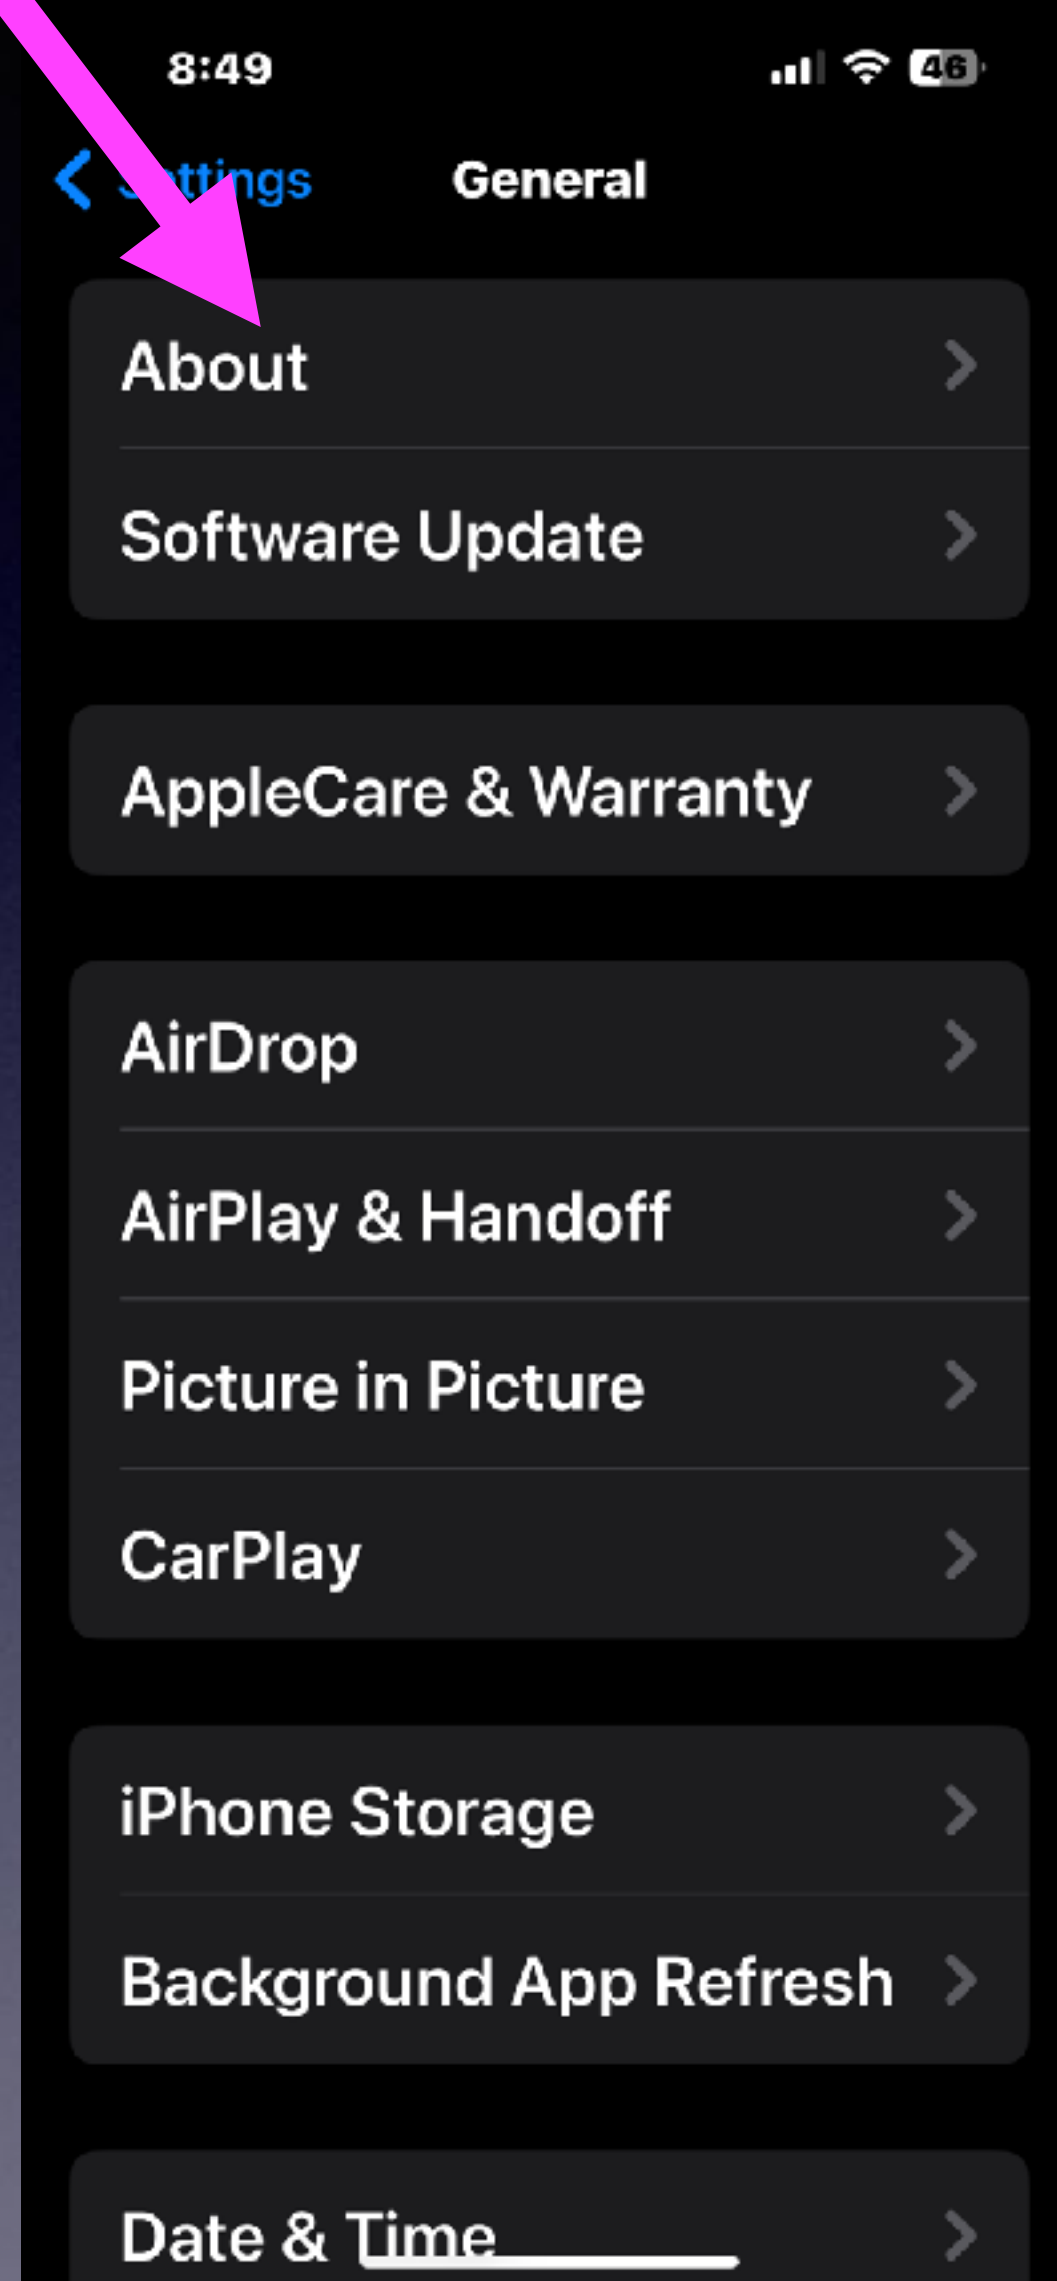 8:49
46
Settings
General
About
Software Update
AppleCare & Warranty
AirDrop
AirPlay & Handoff
Picture in Picture
CarPlay
iPhone Storage
Background App Refresh
Date & Time